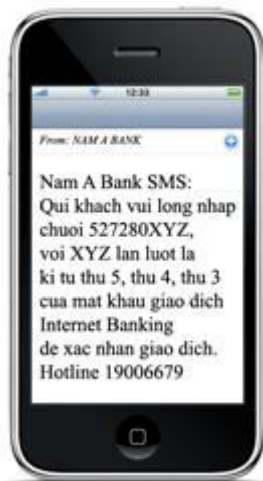 12:33
From: NAM A BANK
Nam A Bank SMS:
Qui khach vui long nhap
chuoi 527280XYZ,
voi XYZ lan luot la
ki tu thu 5, thu 4, thu 3
cua mat khau giao dich
Internet Banking
de xac nhan giao dich.
Hotline 19006679